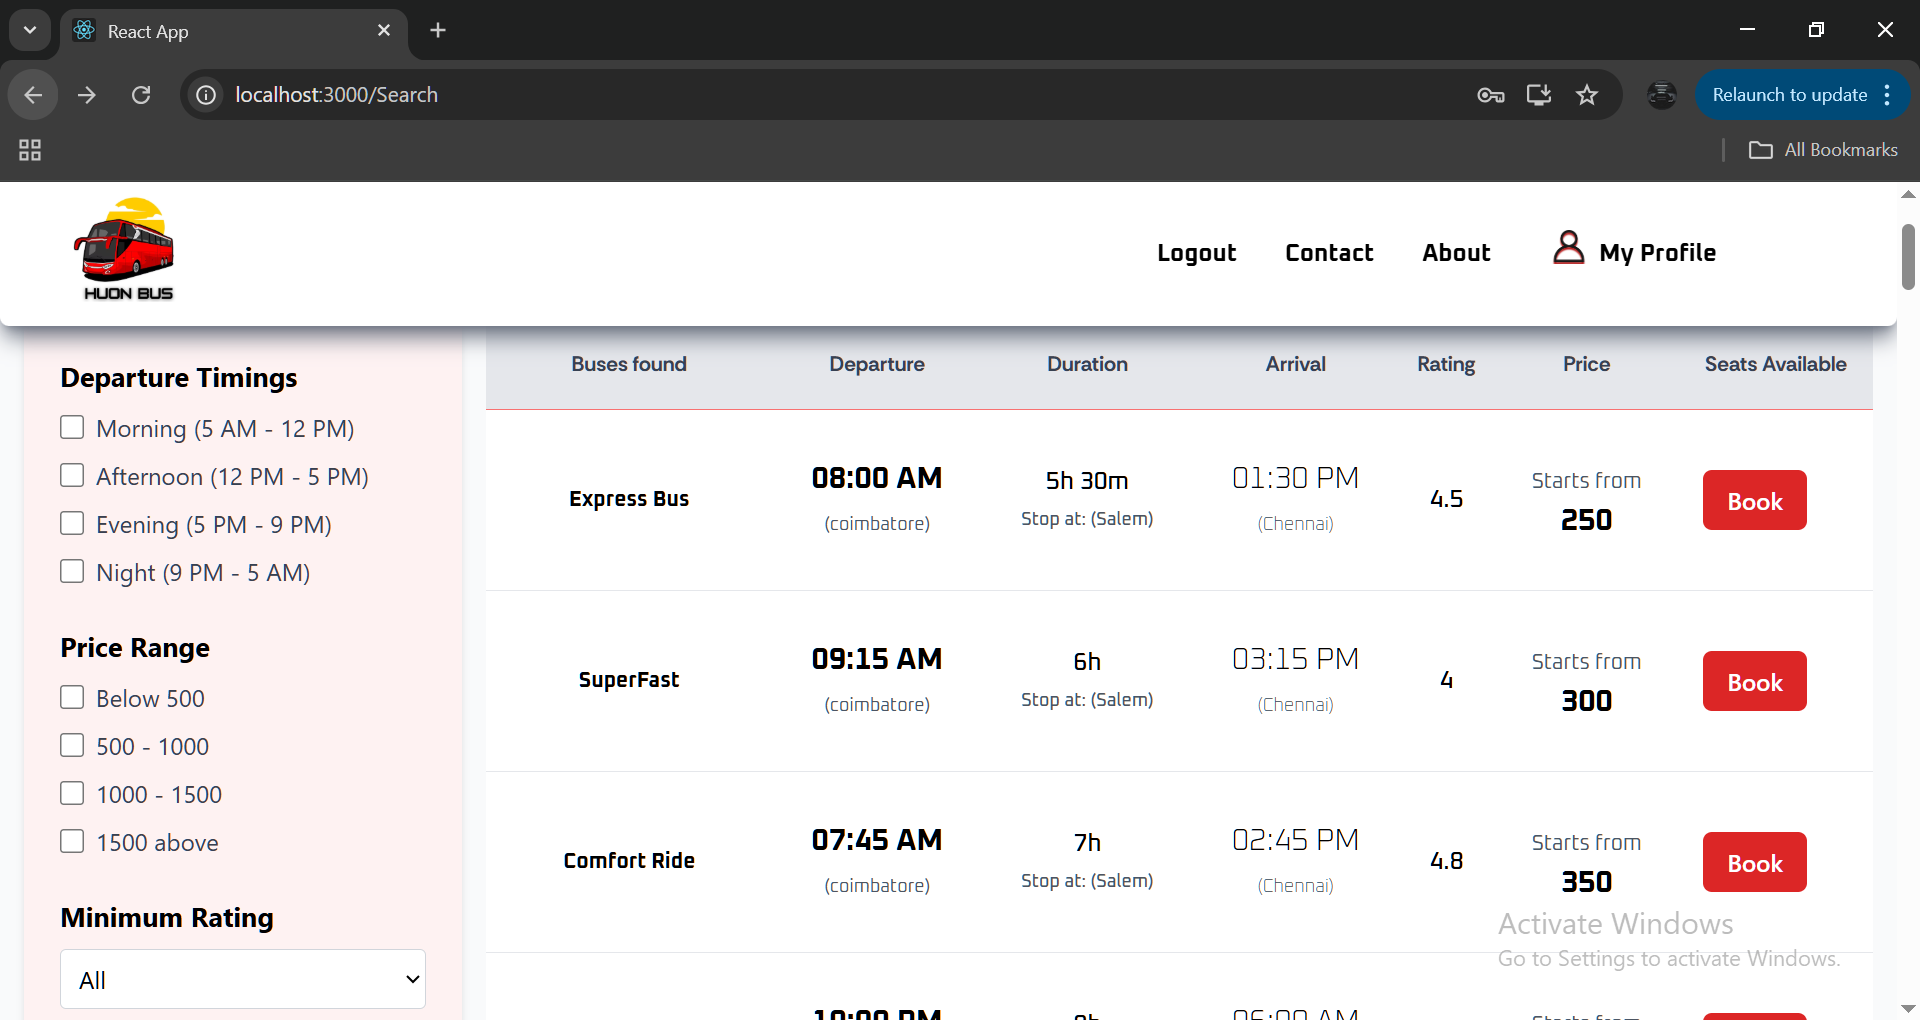 React App
localhost:3000/Search
Relaunch to update
All Bookmarks
HUON BUS
Logout
Contact
About
My Profile
Departure Timings
Morning (5 AM - 12 PM)
Afternoon (12 PM - 5 PM)
Evening (5 PM - 9 PM)
Night (9 PM - 5 AM)
Price Range
Below 500
500 - 1000
1000 - 1500
1500 above
Minimum Rating
All
Buses found Departure Duration Arrival Rating Price Seats Available
Express Bus
08:00 AM
(coimbatore)
5h 30m
Stop at: (Salem)
01:30 PM
(Chennai)
4.5
Starts from
250
Book
SuperFast
09:15 AM
(coimbatore)
6h
Stop at: (Salem)
03:15 PM
(Chennai)
4
Starts from
300
Book
Comfort Ride
07:45 AM
(coimbatore)
7h
Stop at: (Salem)
02:45 PM
(Chennai)
4.8
Starts from
350
Book
Activate Windows
Go to Settings to activate Windows.